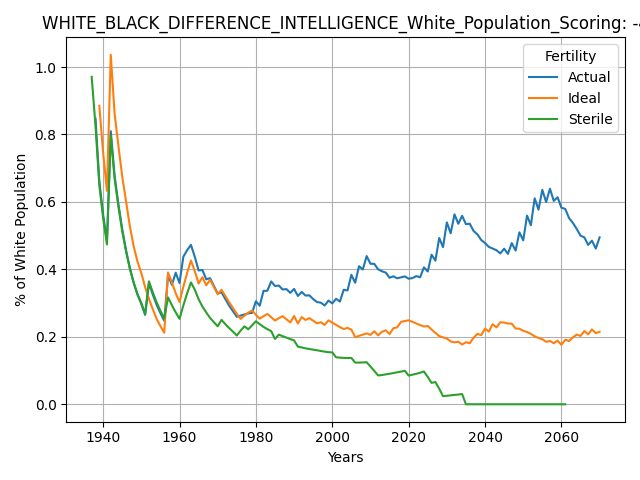 WHITE_BLACK_DIFFERENCE_INTELLIGENCE_White_Population_Scoring: -
Fertility
Actual
Ideal
Sterile
% of White Population
1.0
0.8
0.6
0.4
0.2
0.0
1940 1960 1980 2000 2020 2040 2060
Years